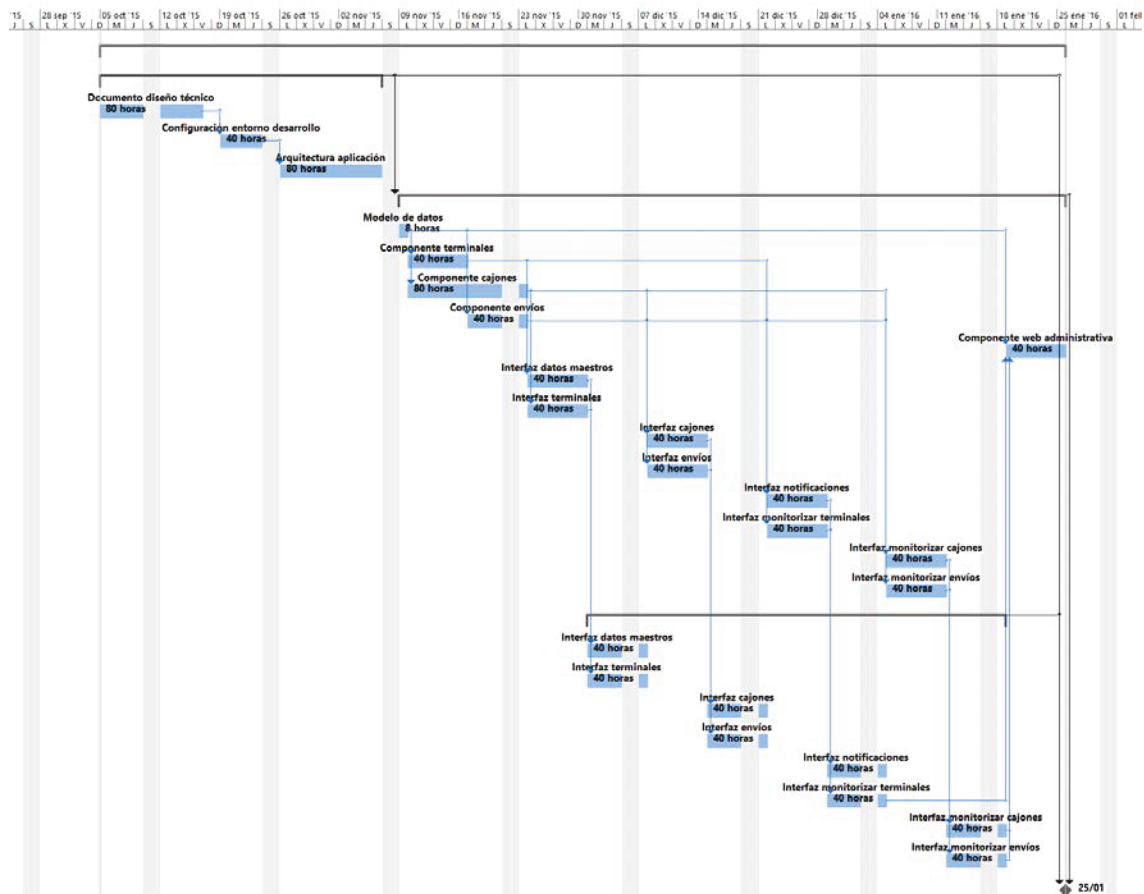 '15 28 sep '15 05 oct '15 12 oct '15 19 oct '15 26 oct '15 02 nov '15 09 nov '15 16 nov '15 23 nov '15 30 nov '15 07 dic '15 14 dic '15 21 dic '15 28 dic '15 04 ene '16 11 ene '16 18 ene '16 25 ene '16 01 feb
J S L X V D M J S L X V D M J S L X V D M J S L X V D M J S L X V D M J S L X V D M J S L X V D M J S L X V D M J S L X V D M J S L
Documento diseño técnico
80 horas
Configuración entorno desarrollo
40 horas
Arquitectura aplicación
80 horas
Modelo de datos
8 horas
Componente terminales
40 horas
Componente cajones
80 horas
Componente envíos
40 horas
Componente web administrativa
40 horas
Interfaz datos maestros
40 horas
Interfaz terminales
40 horas
Interfaz cajones
40 horas
Interfaz envíos
40 horas
Interfaz notificaciones
40 horas
Interfaz monitorizar terminales
40 horas
Interfaz monitorizar cajones
40 horas
Interfaz monitorizar envíos
40 horas
Interfaz datos maestros
40 horas
Interfaz terminales
40 horas
Interfaz cajones
40 horas
Interfaz envíos
40 horas
Interfaz notificaciones
40 horas
Interfaz monitorizar terminales
40 horas
Interfaz monitorizar cajones
40 horas
Interfaz monitorizar envíos
40 horas
25/01